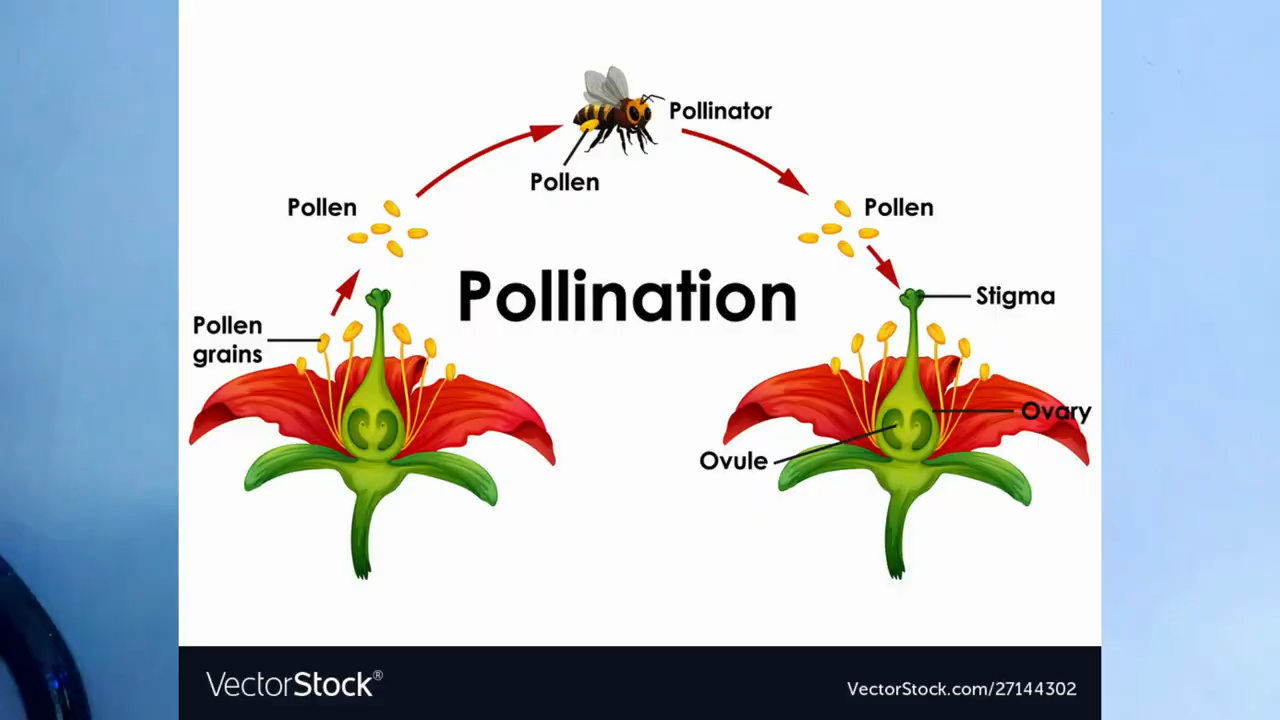 Pollinator
Pollen
Pollen
Pollen
Pollination
Stigma
Pollen
grains
Ovary
Ovule
VectorStock®
VectorStock.com/27144302